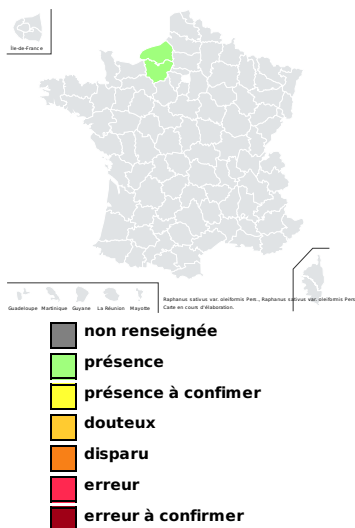 Île-de-France
Guadeloupe Martinique Guyane La Réunion Mayotte
Raphanus sativus var. oleiformis Pers., Raphanus sativus var. oleiformis Pers
Carte en cours d'élaboration.
non renseignée
présence
présence à confimer
douteux
disparu
erreur
erreur à confirmer